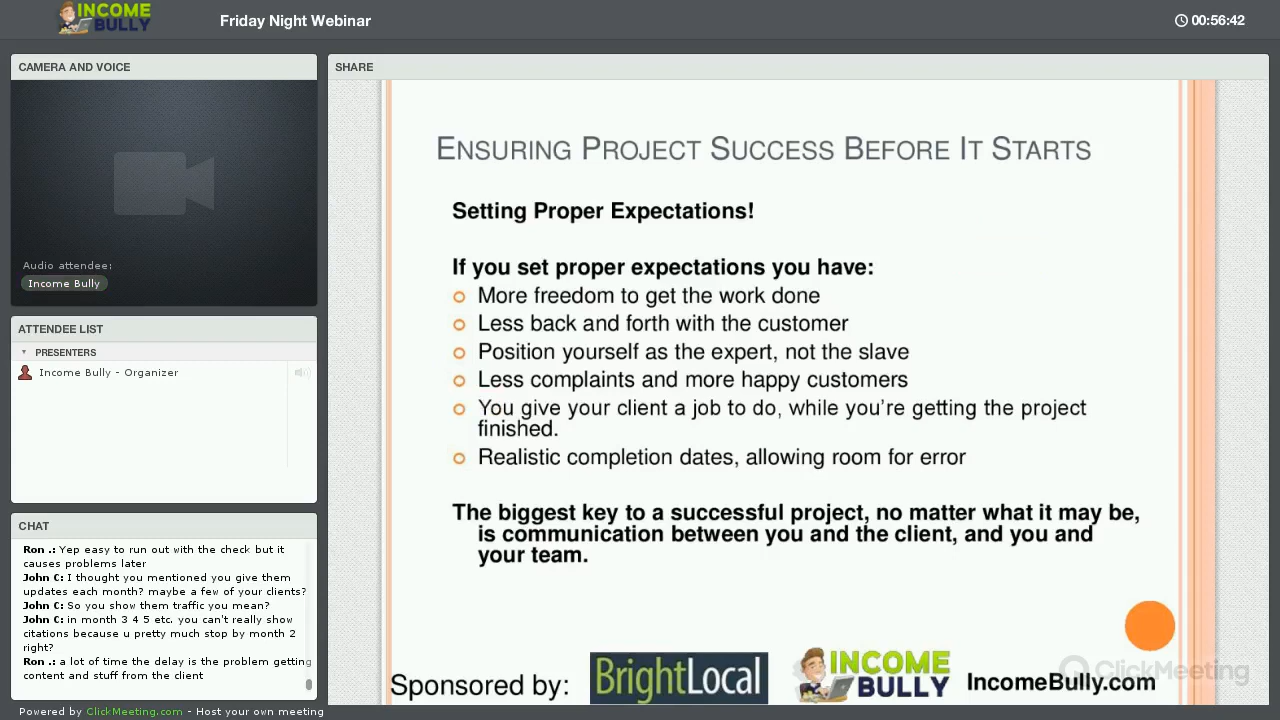 INCOME
BULLY
Friday Night Webinar
00:56:42
CAMERA AND VOICE
Audio attendee:
Income Bully
ATTENDEE LIST
PRESENTERS
Income Bully - Organizer
CHAT
Ron .: Yep easy to run out with the check but it
causes problems later
John C: I thought you mentioned you give them
updates each month? maybe a few of your clients?
John C: So you show them traffic you mean?
John C: in month 3 4 5 etc. you can't really show
citations because u pretty much stop by month 2
right?
Ron .: a lot of time the delay is the problem getting
content and stuff from the client
Powered by ClickMeeting.com - Host your own meeting
SHARE
ENSURING PROJECT SUCCESS BEFORE IT STARTS
Setting Proper Expectations!
If you set proper expectations you have:
More freedom to get the work done
Less back and forth with the customer
Position yourself as the expert, not the slave
Less complaints and more happy customers
You give your client a job to do, while you're getting the project
finished.
Realistic completion dates, allowing room for error
The biggest key to a successful project, no matter what it may be,
is communication between you and the client, and you and
your team.
Sponsored by:
BrightLocal
INCOME
BULLY
IncomeBully.com
ClickMeeting